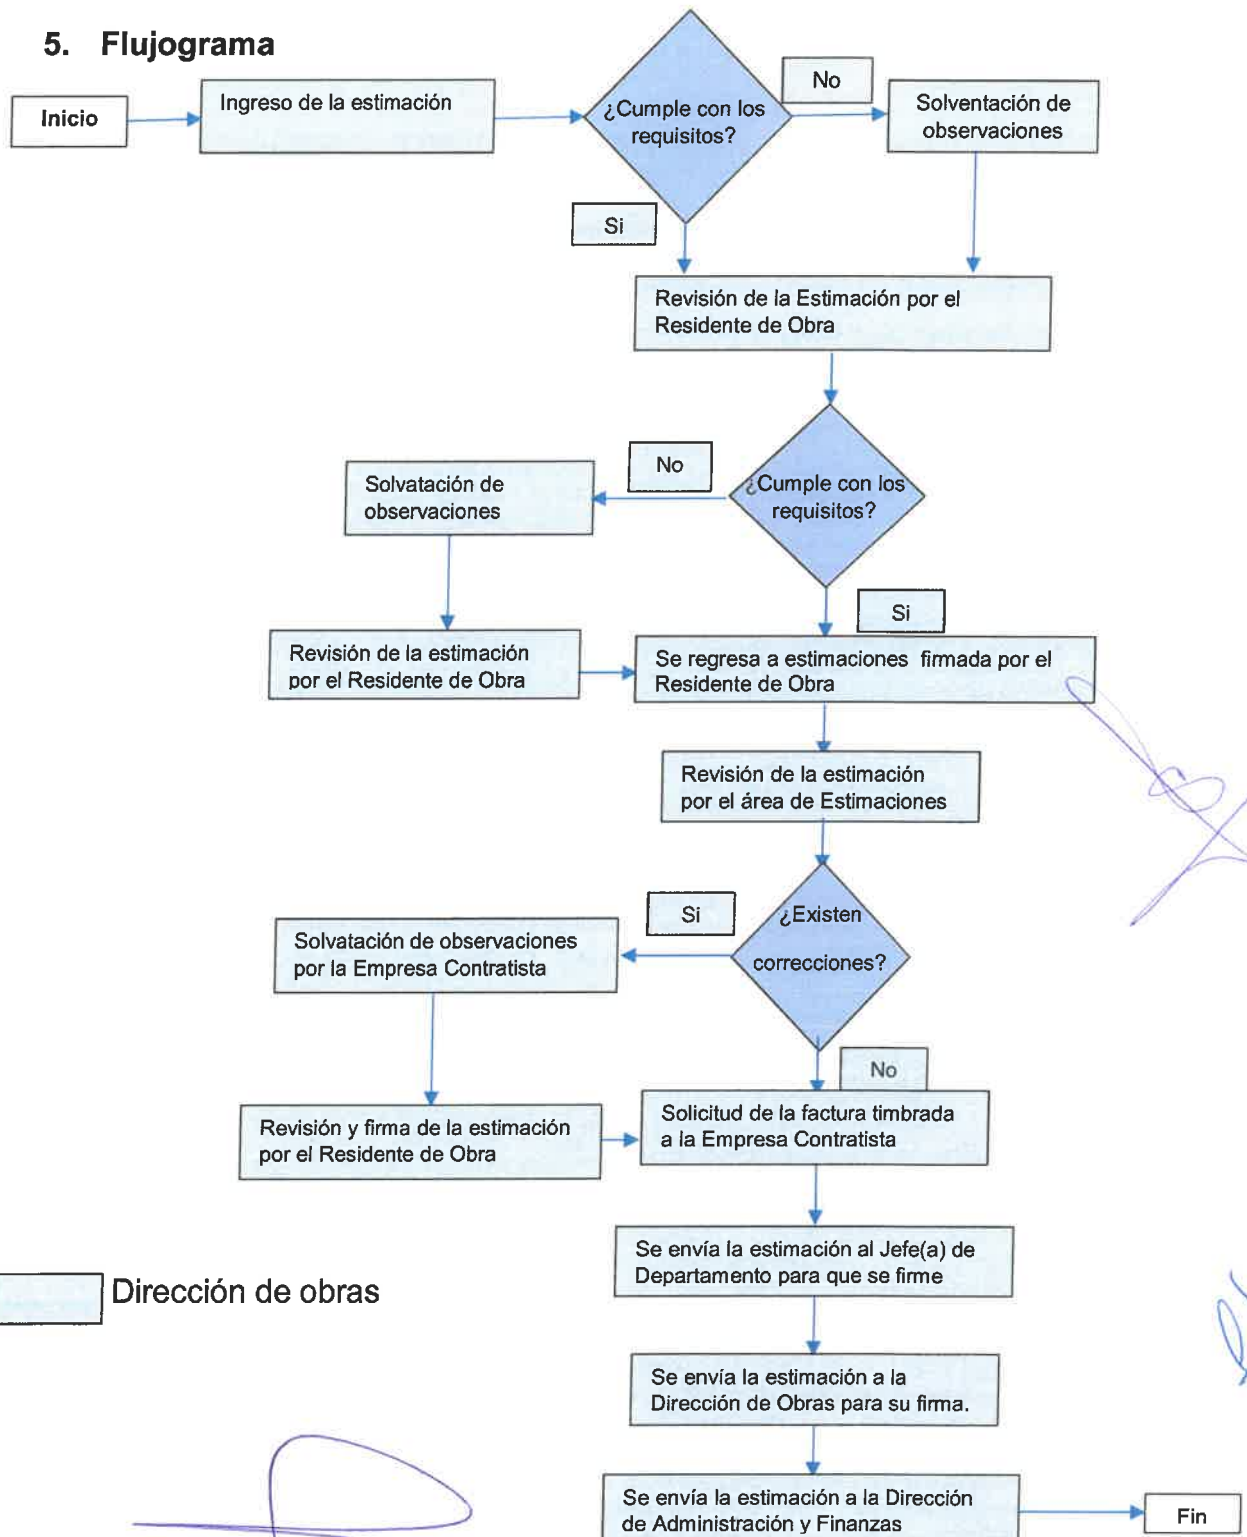 5. Flujograma
Inicio
Ingreso de la estimación
¿Cumple con los
requisitos?
No
Solventación de
observaciones
Si
Revisión de la Estimación por el
Residente de Obra
¿Cumple con los
requisitos?
No
Solvatación de
observaciones
Si
Revisión de la estimación
por el Residente de Obra
Se regresa a estimaciones firmada por el
Residente de Obra
Revisión de la estimación
por el área de Estimaciones
¿Existen
correcciones?
Si
Solvatación de observaciones
por la Empresa Contratista
No
Revisión y firma de la estimación
por el Residente de Obra
Solicitud de la factura timbrada
a la Empresa Contratista
Se envía la estimación al Jefe(a) de
Departamento para que se firme
Dirección de obras
Se envía la estimación a la
Dirección de Obras para su firma.
Se envía la estimación a la Dirección
de Administración y Finanzas
Fin